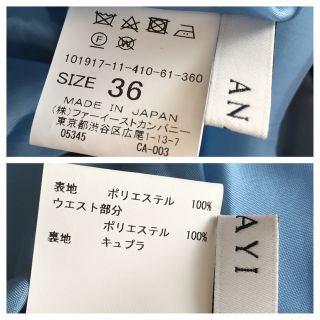 101917-11-410-61-360
SIZE 36
MADE IN JAPAN
(株)ファーイーストカンパニー
東京都渋谷区広尾1-13-7
05345 CA-003
AN
表地 ポリエステル 100%
ウエスト部分
ポリエステル 100%
裏地 キュプラ
AYI